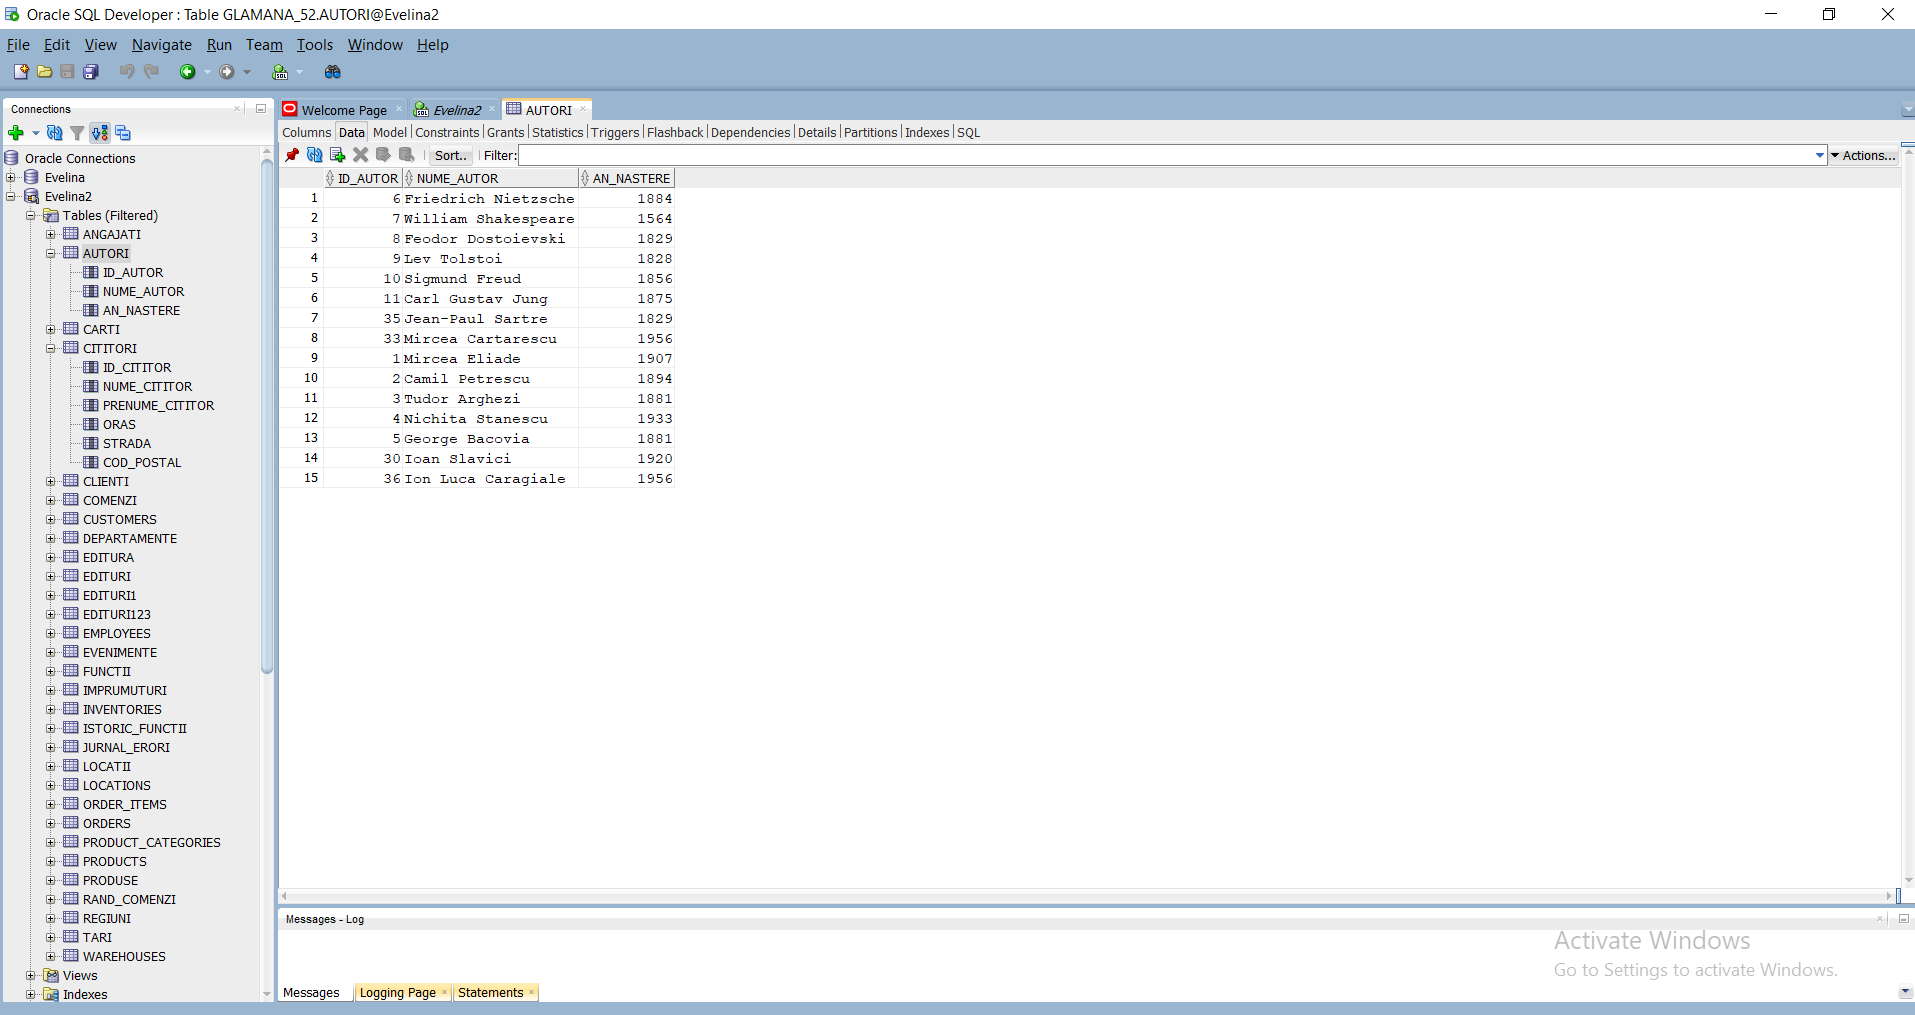 Oracle SQL Developer : Table GLAMANA_52.AUTORI@Evelina2
File Edit View Navigate Run Team Tools Window Help
Connections
Oracle Connections
Evelina
Evelina2
Tables (Filtered)
ANGAJATI
AUTORI
ID_AUTOR
NUME_AUTOR
AN_NASTERE
CARTI
CITITORI
ID_CITITOR
NUME_CITITOR
PRENUME_CITITOR
ORAS
STRADA
COD_POSTAL
CLIENTI
COMENZI
CUSTOMERS
DEPARTAMENTE
EDITURA
EDITURI
EDITURI1
EDITURI123
EMPLOYEES
EVENIMENTE
FUNCTII
IMPRUMUTURI
INVENTORIES
ISTORIC_FUNCTII
JURNAL_ERORI
LOCATII
LOCATIONS
ORDER_ITEMS
ORDERS
PRODUCT_CATEGORIES
PRODUCTS
PRODUSE
RAND_COMENZI
REGIUNI
TARI
WAREHOUSES
Views
Indexes
Welcome Page Evelina2 AUTORI
Columns Data Model Constraints Grants Statistics Triggers Flashback Dependencies Details Partitions Indexes SQL
Sort.. Filter: Actions...
ID_AUTOR NUME_AUTOR AN_NASTERE
1 6 Friedrich Nietzsche 1884
2 7 William Shakespeare 1564
3 8 Feodor Dostoievski 1829
4 9 Lev Tolstoi 1828
5 10 Sigmund Freud 1856
6 11 Carl Gustav Jung 1875
7 35 Jean-Paul Sartre 1829
8 33 Mircea Cartarescu 1956
9 1 Mircea Eliade 1907
10 2 Camil Petrescu 1894
11 3 Tudor Arghezi 1881
12 4 Nichita Stanescu 1933
13 5 George Bacovia 1881
14 30 Ioan Slavici 1920
15 36 Ion Luca Caragiale 1956
Messages - Log
Activate Windows
Go to Settings to activate Windows.
Messages Logging Page Statements